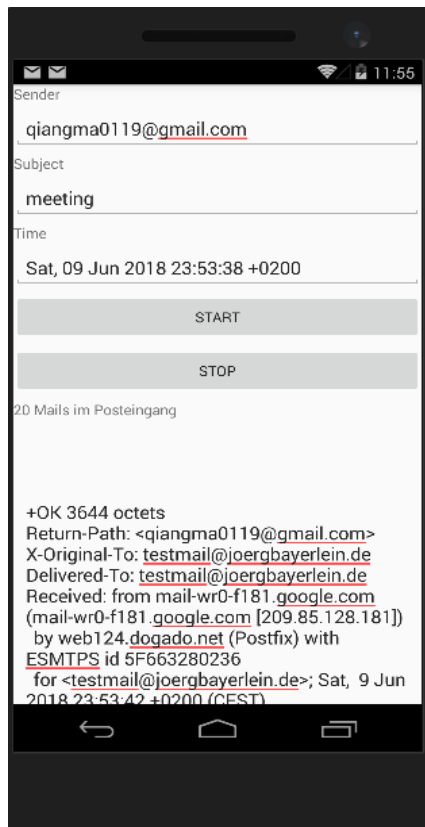 11:55
Sender
qiangma0119@gmail.com
Subject
meeting
Time
Sat, 09 Jun 2018 23:53:38 +0200
START
STOP
20 Mails im Posteingang
+OK 3644 octets
Return-Path: <qiangma0119@gmail.com>
X-Original-To: testmail@joergbayerlein.de
Delivered-To: testmail@joergbayerlein.de
Received: from mail-wr0-f181.google.com
(mail-wr0-f181.google.com [209.85.128.181])
by web124.dogado.net (Postfix) with
ESMTPS id 5F663280236
for <testmail@joergbayerlein.de>; Sat,  9 Jun
2018 23:53:42 +0200 (CEST)